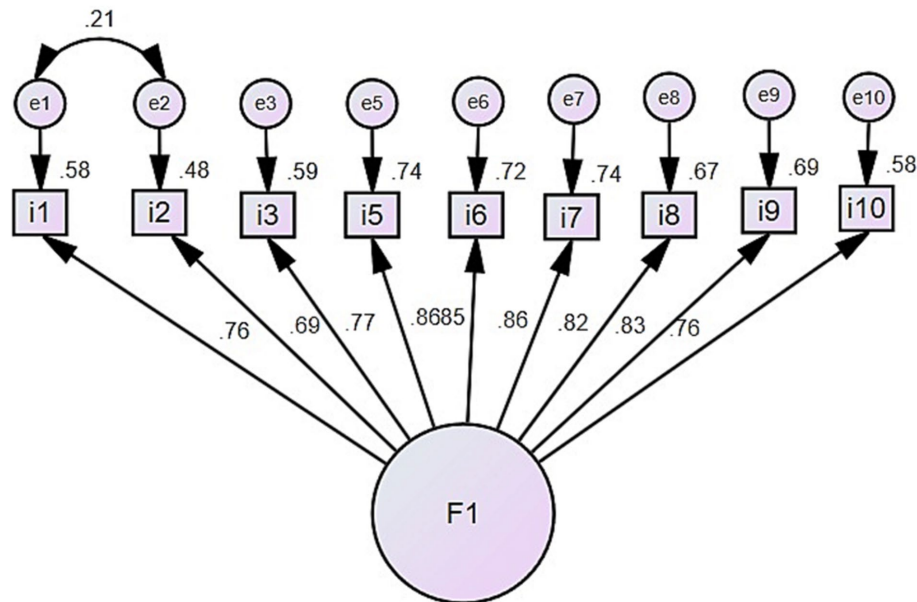 .21
e1 e2 e3 e5 e6 e7 e8 e9 e10
.58 .48 .59 .74 .72 .74 .67 .69 .58
i1 i2 i3 i5 i6 i7 i8 i9 i10
.76 .69 .77 .8685 .86 .82 .83 .76
F1